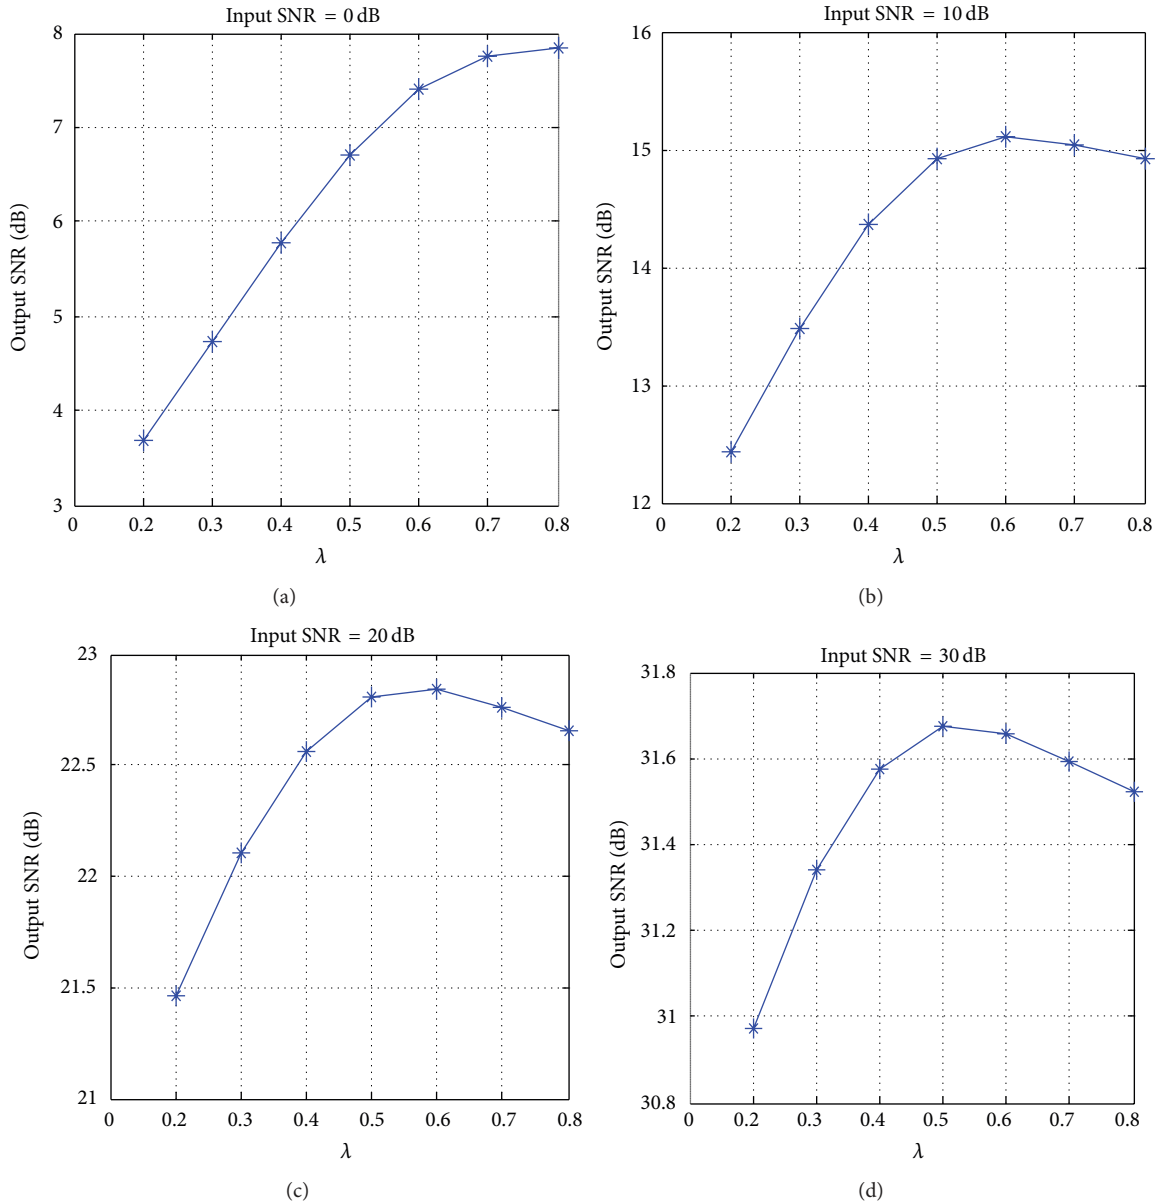 Input SNR = 0 dB
8
7
6
5
4
3
Output SNR (dB)
0 0.2 0.3 0.4 0.5 0.6 0.7 0.8
λ
(a)
Input SNR = 10 dB
16
15
14
13
12
Output SNR (dB)
0 0.2 0.3 0.4 0.5 0.6 0.7 0.8
λ
(b)
Input SNR = 20 dB
23
22.5
22
21.5
21
Output SNR (dB)
0 0.2 0.3 0.4 0.5 0.6 0.7 0.8
λ
(c)
Input SNR = 30 dB
31.8
31.6
31.4
31.2
31
30.8
Output SNR (dB)
0 0.2 0.3 0.4 0.5 0.6 0.7 0.8
λ
(d)